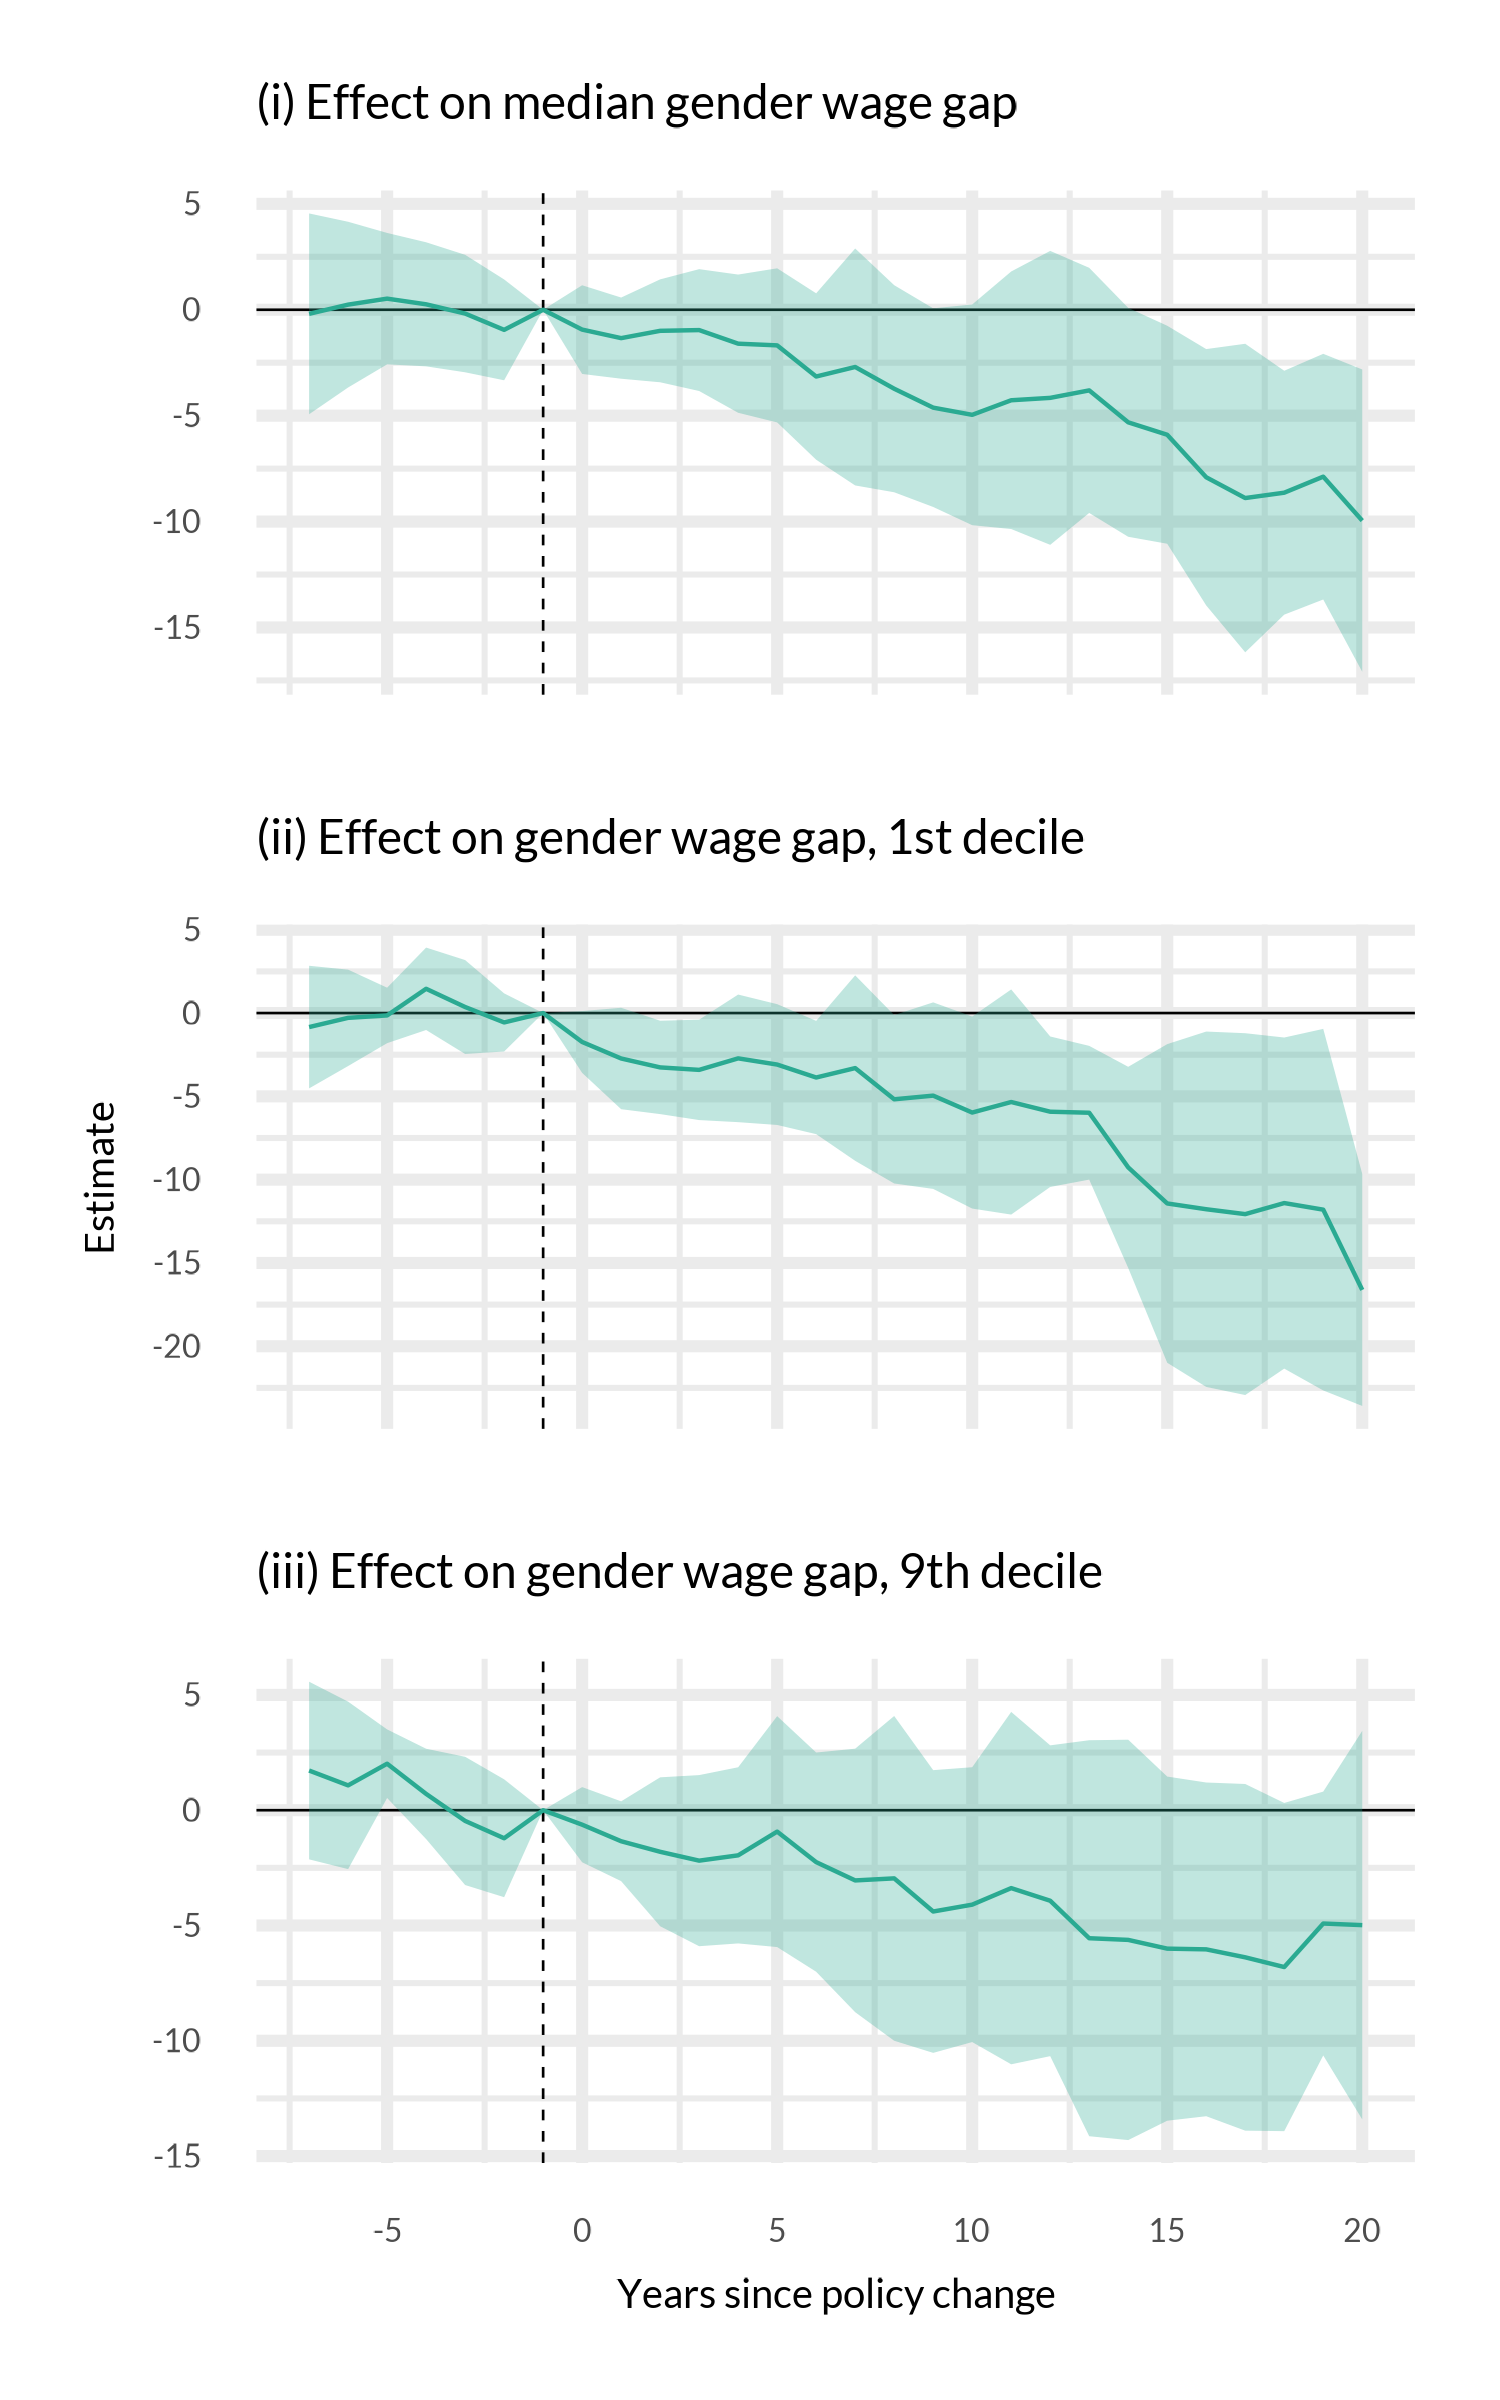 (i) Effect on median gender wage gap
5
0
-5
-10
-15
(ii) Effect on gender wage gap, 1st decile
5
0
-5
-10
-15
-20
Estimate
(iii) Effect on gender wage gap, 9th decile
5
0
-5
-10
-15
-5 0 5 10 15 20
Years since policy change